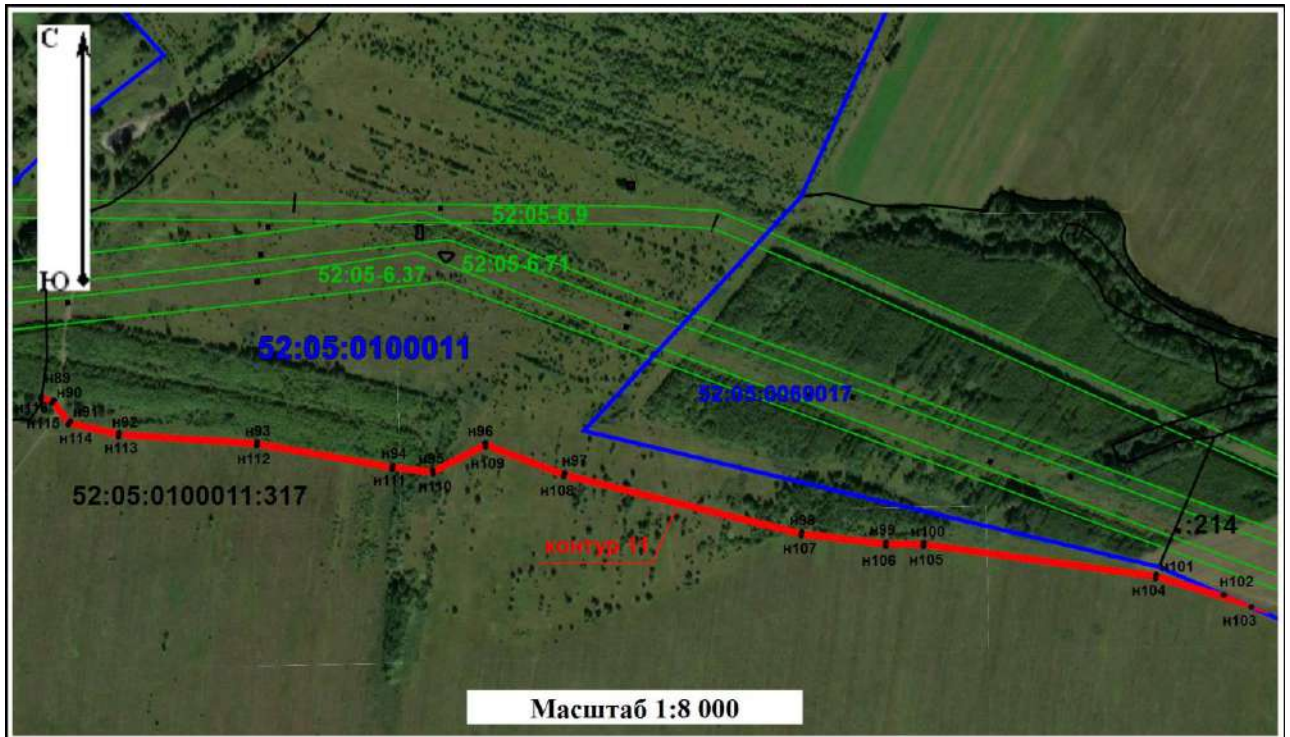 С
Ю
52:05-6.9
52:05-6.71
52:05-6.37
52:05:0100011
52:05:0069017
н89
н90
н116
н91
н115
н114
н92
н113
н93
н112
52:05:0100011:317
н94
н111
н95
н110
н96
н109
н97
н108
контур 11
н98
н107
н99
н106
н100
н105
:214
н101
н104
н102
н103
Масштаб 1:8 000